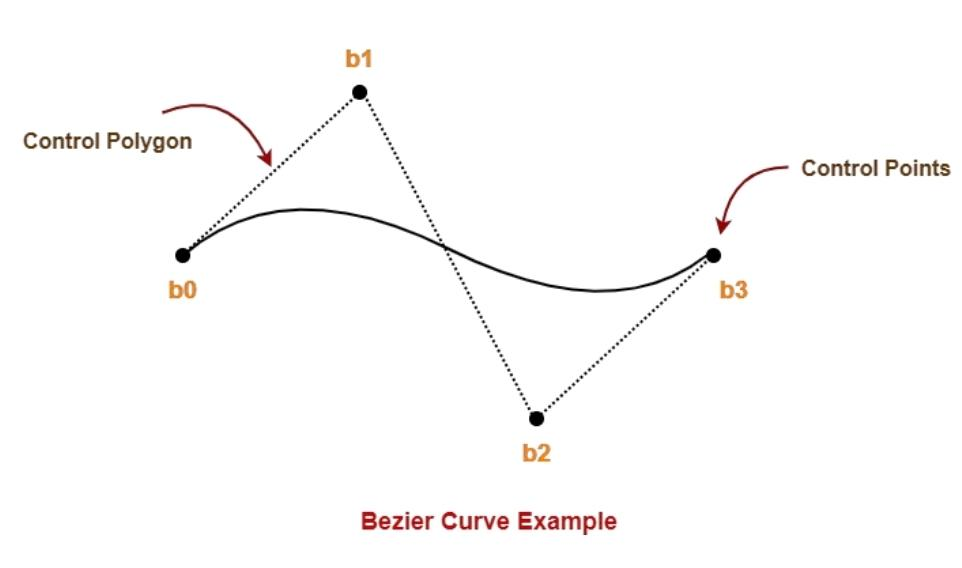 b1
Control Polygon
Control Points
b0
b3
b2
Bezier Curve Example